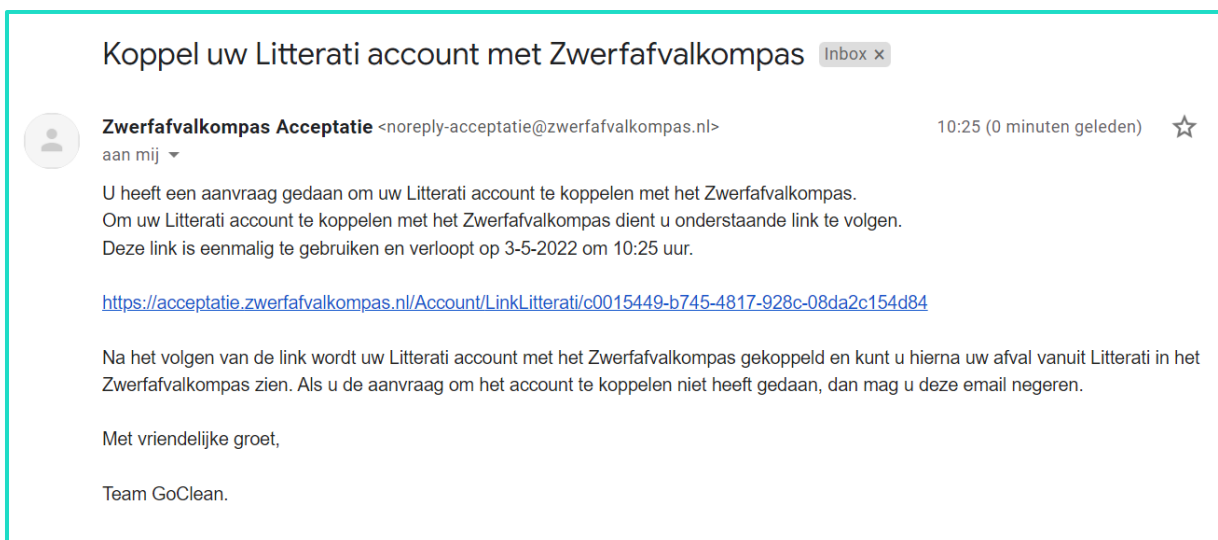 Koppel uw Litterati account met Zwerfafvalkompas Inbox x
Zwerfafvalkompas Acceptatie <noreply-acceptatie@zwerfafvalkompas.nl> 10:25 (0 minuten geleden)
aan mij
U heeft een aanvraag gedaan om uw Litterati account te koppelen met het Zwerfafvalkompas.
Om uw Litterati account te koppelen met het Zwerfafvalkompas dient u onderstaande link te volgen.
Deze link is eenmalig te gebruiken en verloopt op 3-5-2022 om 10:25 uur.
https://acceptatie.zwerfafvalkompas.nl/Account/LinkLitterati/c0015449-b745-4817-928c-08da2c154d84
Na het volgen van de link wordt uw Litterati account met het Zwerfafvalkompas gekoppeld en kunt u hierna uw afval vanuit Litterati in het
Zwerfafvalkompas zien. Als u de aanvraag om het account te koppelen niet heeft gedaan, dan mag u deze email negeren.
Met vriendelijke groet,
Team GoClean.